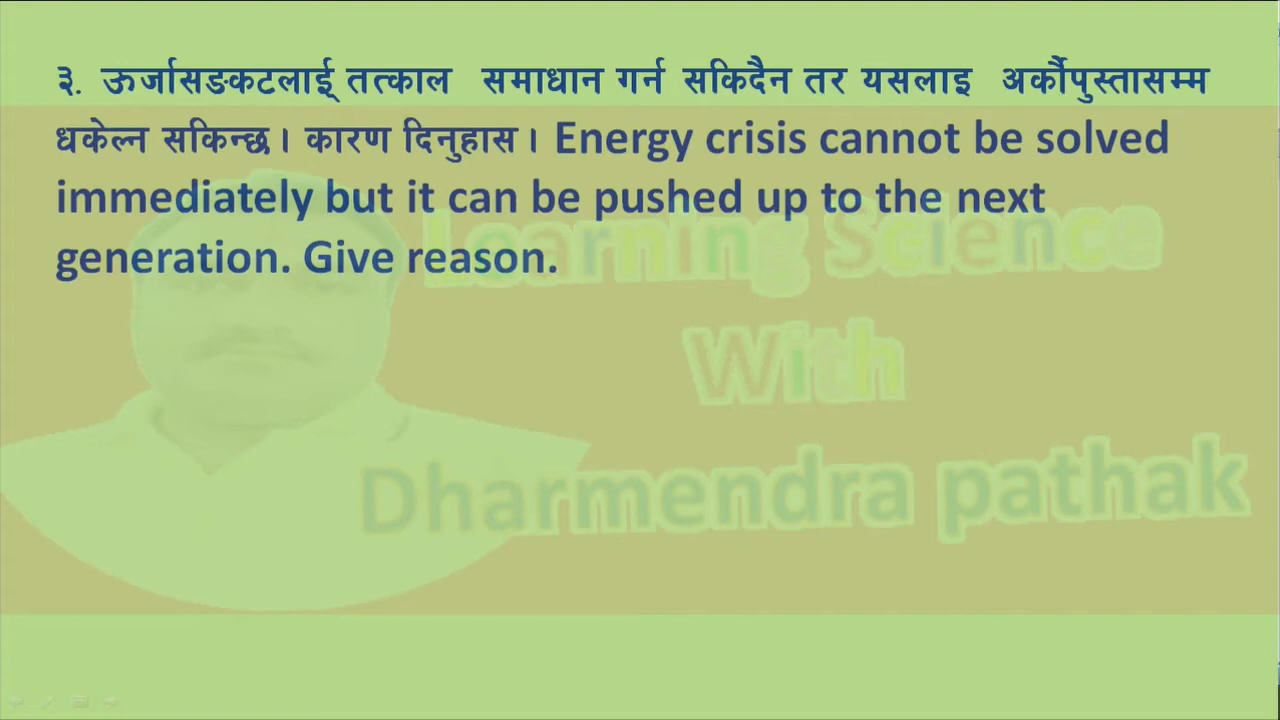 ३. ऊर्जासङकटलाई् तत्काल समाधान गर्न सकिदैन तर यसलाइ अर्कौपुस्तासम्म
धकेल्न सकिन्छ। कारण दिनुहास। Energy crisis cannot be solved
immediately but it can be pushed up to the next
generation. Give reason.
Learning Science
With
Dharmendra pathak